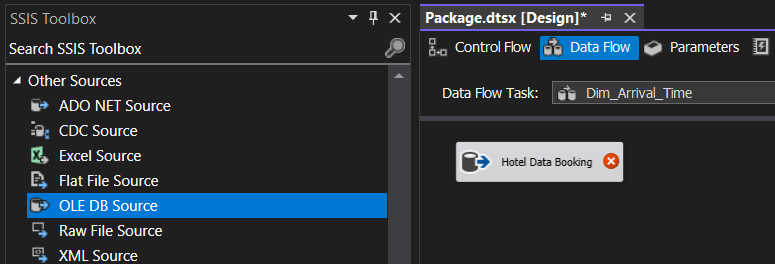 SSIS Toolbox
Search SSIS Toolbox
Other Sources
ADO NET Source
CDC Source
Excel Source
Flat File Source
OLE DB Source
Raw File Source
XML Source
Package.dtsx [Design]*
Control Flow Data Flow Parameters
Data Flow Task: Dim_Arrival_Time
Hotel Data Booking